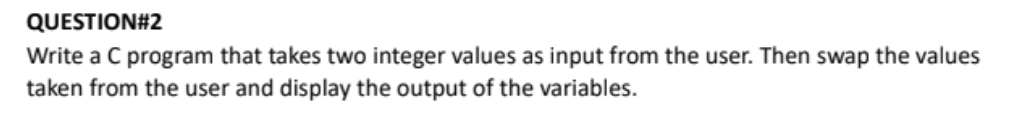 QUESTION#2
Write a C program that takes two integer values as input from the user. Then swap the values
taken from the user and display the output of the variables.